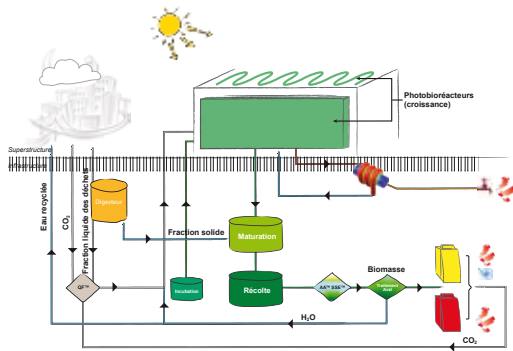 Photobioréacteurs
(croissance)
Superstructure
Infrastructure
Eau recyclée
CO₂
Fraction liquide des déchets
Digesteur
Fraction solide
Maturation
Biomasse
QF™
Incubation
Récolte
AA™ SSE™
Traitement
Aval
H₂O
CO₂